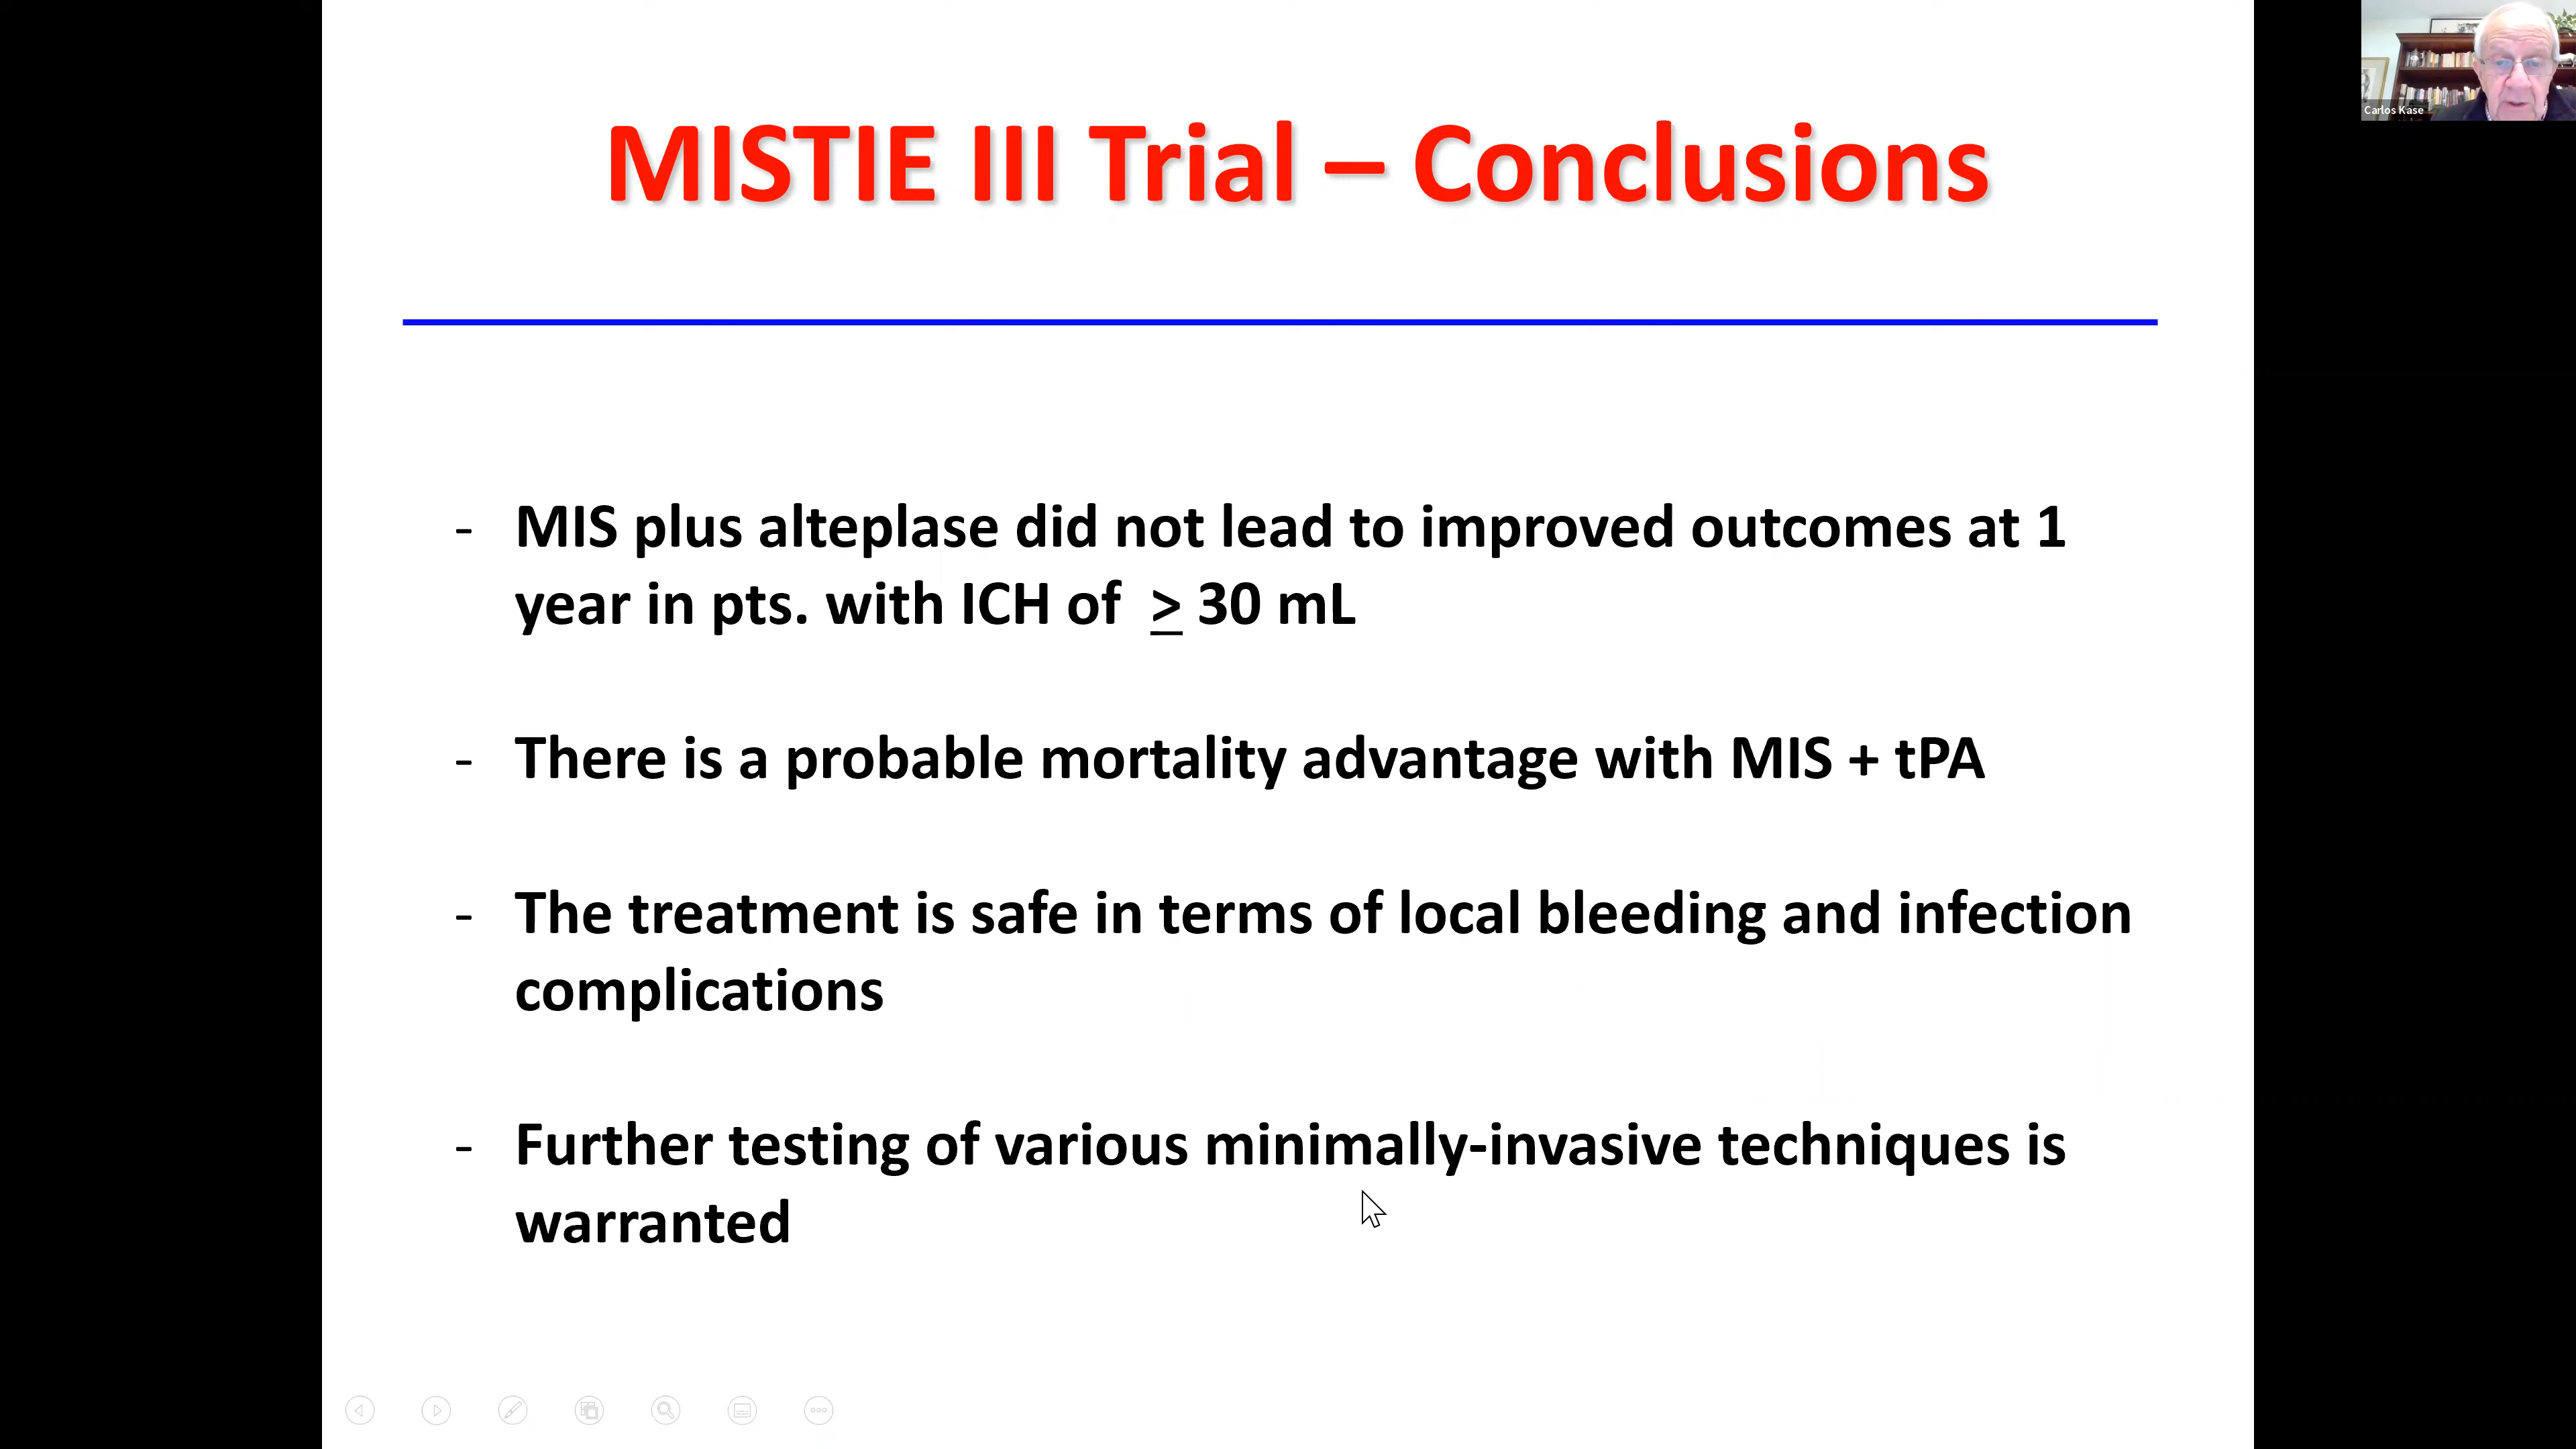 MISTIE III Trial – Conclusions
Carlos Kase
- MIS plus alteplase did not lead to improved outcomes at 1
year in pts. with ICH of ≥ 30 mL
- There is a probable mortality advantage with MIS + tPA
- The treatment is safe in terms of local bleeding and infection
complications
- Further testing of various minimally-invasive techniques is
warranted